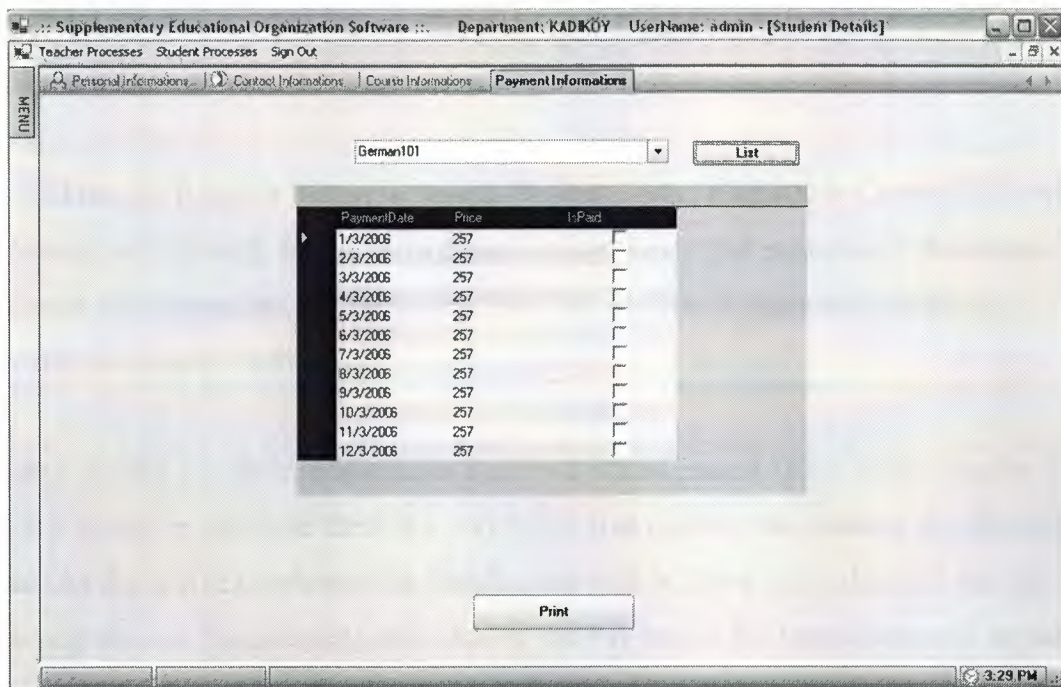 .:: Supplementary Educational Organization Software ::. Department: KADIKÖY UserName: admin - [Student Details]
Teacher Processes Student Processes Sign Out
Personal Informations Contact Informations Course Informations Payment Informations
MENU
German101 List
PaymentDate Price IsPaid
1/3/2006 257
2/3/2006 257
3/3/2006 257
4/3/2006 257
5/3/2006 257
6/3/2006 257
7/3/2006 257
8/3/2006 257
9/3/2006 257
10/3/2006 257
11/3/2006 257
12/3/2006 257
Print
3:29 PM